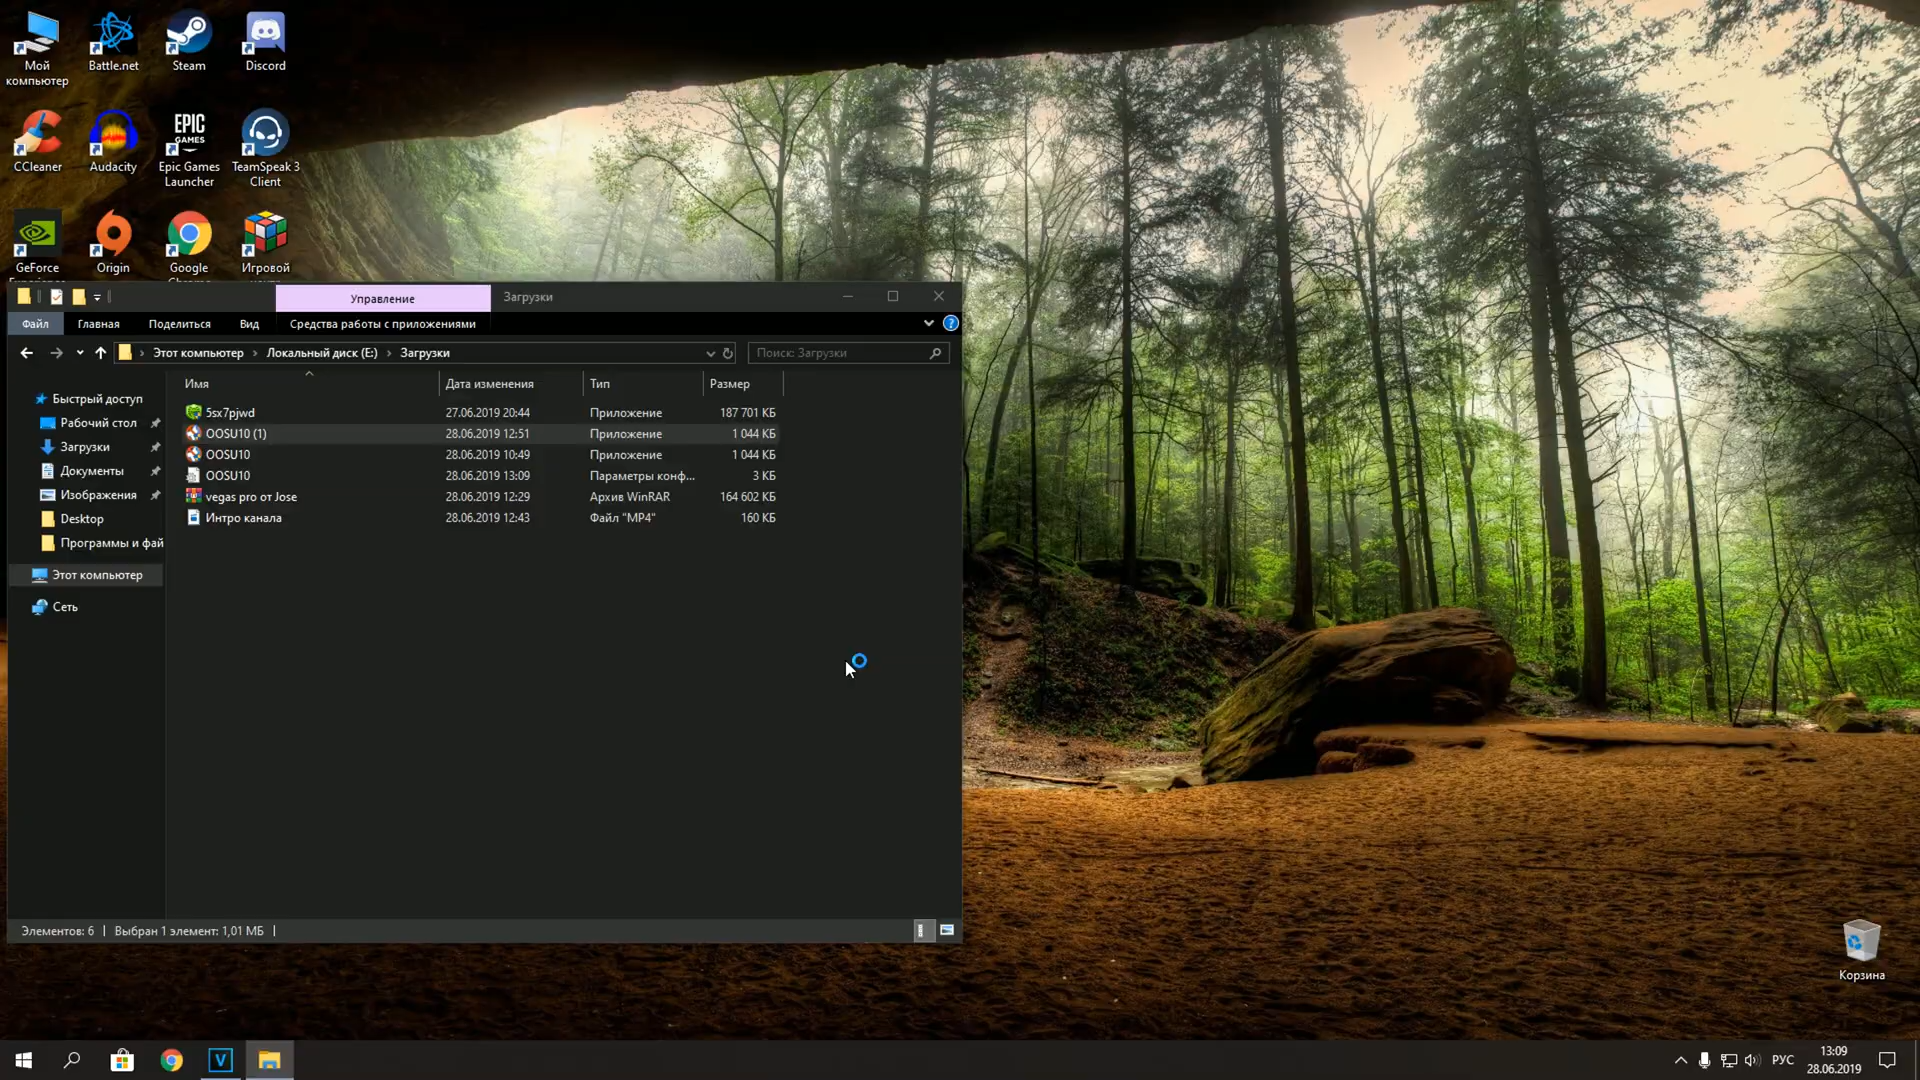 Мой
компьютер
Battle.net
Steam
Discord
CCleaner
Audacity
EPIC
GAMES
Epic Games
Launcher
TeamSpeak 3
Client
GeForce
Origin
Google
Игровой
Управление
Загрузки
Файл
Главная
Поделиться
Вид
Средства работы с приложениями
Этот компьютер
Локальный диск (E:)
Загрузки
Поиск: Загрузки
Имя
Дата изменения
Тип
Размер
Быстрый доступ
Рабочий стол
Загрузки
Документы
Изображения
Desktop
Программы и фай
Этот компьютер
Сеть
5sx7pjwd 27.06.2019 20:44 Приложение 187 701 КБ
OOSU10 (1) 28.06.2019 12:51 Приложение 1 044 КБ
OOSU10 28.06.2019 10:49 Приложение 1 044 КБ
OOSU10 28.06.2019 13:09 Параметры конф... 3 КБ
vegas pro от Jose 28.06.2019 12:29 Архив WinRAR 164 602 КБ
Интро канала 28.06.2019 12:43 Файл "MP4" 160 КБ
Элементов: 6
Выбран 1 элемент: 1,01 МБ
Корзина
V
РУС
13:09
28.06.2019